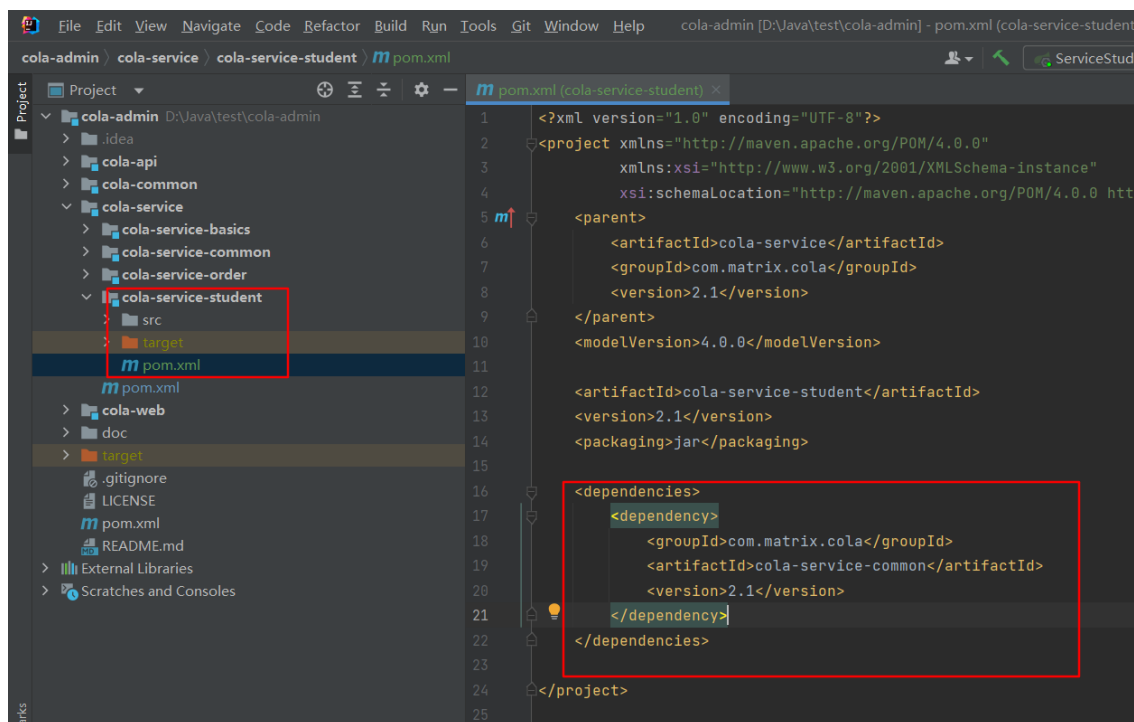 File Edit View Navigate Code Refactor Build Run Tools Git Window Help cola-admin [D:\Java\test\cola-admin] - pom.xml (cola-service-student
cola-admin cola-service cola-service-student m pom.xml ServiceStud
Project
Project
pom.xml (cola-service-student)
cola-admin D:\Java\test\cola-admin
.idea
cola-api
cola-common
cola-service
cola-service-basics
cola-service-common
cola-service-order
cola-service-student
src
target
pom.xml
pom.xml
cola-web
doc
target
.gitignore
LICENSE
pom.xml
README.md
External Libraries
Scratches and Consoles
1 <?xml version="1.0" encoding="UTF-8"?>
2 <project xmlns="http://maven.apache.org/POM/4.0.0"
3 xmlns:xsi="http://www.w3.org/2001/XMLSchema-instance"
4 xsi:schemaLocation="http://maven.apache.org/POM/4.0.0 htt
5 <parent>
6 <artifactId>cola-service</artifactId>
7 <groupId>com.matrix.cola</groupId>
8 <version>2.1</version>
9 </parent>
10 <modelVersion>4.0.0</modelVersion>
11
12 <artifactId>cola-service-student</artifactId>
13 <version>2.1</version>
14 <packaging>jar</packaging>
15
16 <dependencies>
17 <dependency>
18 <groupId>com.matrix.cola</groupId>
19 <artifactId>cola-service-common</artifactId>
20 <version>2.1</version>
21 </dependency>
22 </dependencies>
23
24 </project>
25